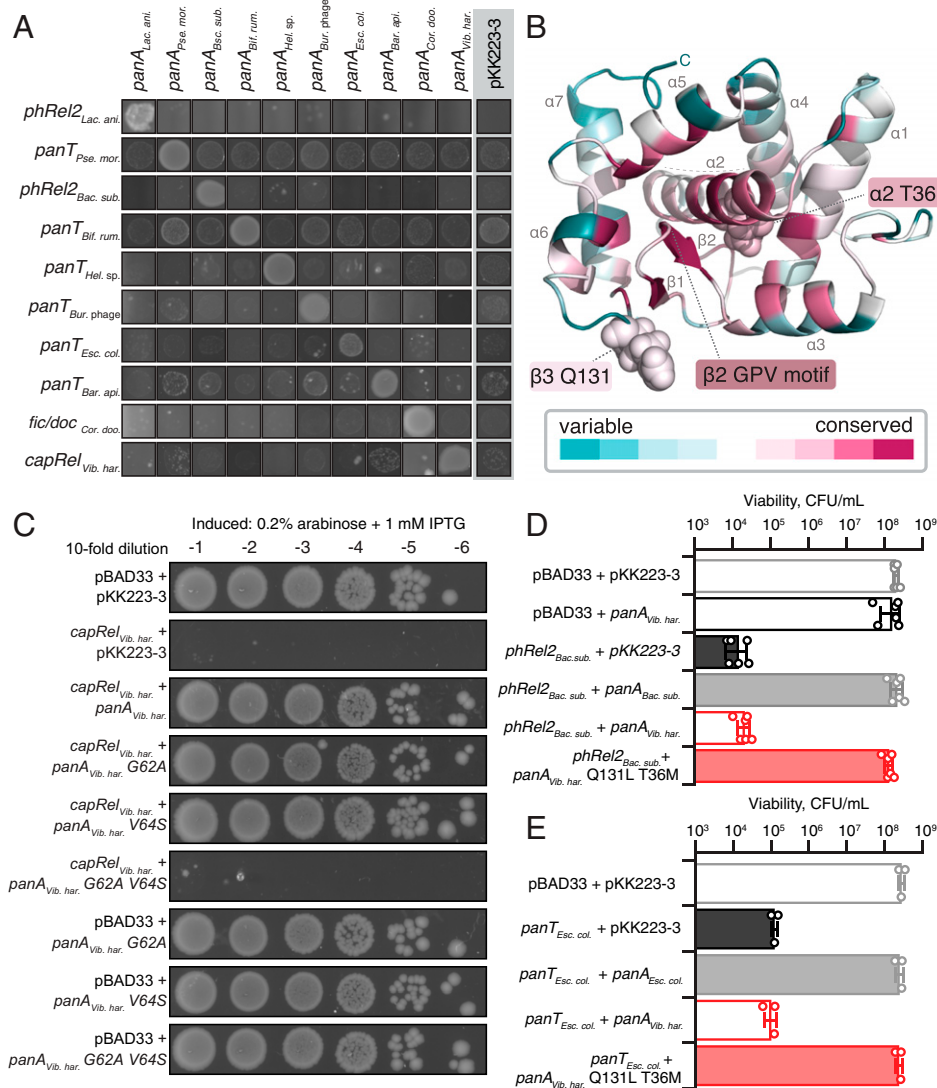 A
panA Lac. ani.
panA Pse. mor.
panA Bsc. sub.
panA Bif. rum.
panA Hel. sp.
panA Bur. phage
panA Esc. col.
panA Bar. api.
panA Cor. doo.
panA Vib. har.
pKK223-3
phRel2 Lac. ani.
panT Pse. mor.
phRel2 Bac. sub.
panT Bif. rum.
panT Hel. sp.
panT Bur. phage
panT Esc. col.
panT Bar. api.
fic/doc Cor. doo.
capRel Vib. har.
B
C
α5
α4
α7
α1
α2
α2 T36
α6
β2
β1
α3
β3 Q131
β2 GPV motif
variable conserved
C
Induced: 0.2% arabinose + 1 mM IPTG
10-fold dilution -1 -2 -3 -4 -5 -6
pBAD33 +
pKK223-3
capRel Vib. har. +
pKK223-3
capRel Vib. har. +
panA Vib. har.
capRel Vib. har. +
panA Vib. har. G62A
capRel Vib. har. +
panA Vib. har. V64S
capRel Vib. har. +
panA Vib. har. G62A V64S
pBAD33 +
panA Vib. har. G62A
pBAD33 +
panA Vib. har. V64S
pBAD33 +
panA Vib. har. G62A V64S
D
Viability, CFU/mL
10³ 10⁴ 10⁵ 10⁶ 10⁷ 10⁸ 10⁹
pBAD33 + pKK223-3
pBAD33 + panA Vib. har.
phRel2 Bac.sub. + pKK223-3
phRel2 Bac. sub. + panA Bac. sub.
phRel2 Bac. sub. + panA Vib. har.
phRel2 Bac. sub. +
panA Vib. har. Q131L T36M
E
Viability, CFU/mL
10³ 10⁴ 10⁵ 10⁶ 10⁷ 10⁸ 10⁹
pBAD33 + pKK223-3
panT Esc. col. + pKK223-3
panT Esc. col. + panA Esc. col.
panT Esc. col. + panA Vib. har.
panT Esc. col. +
panA Vib. har. Q131L T36M